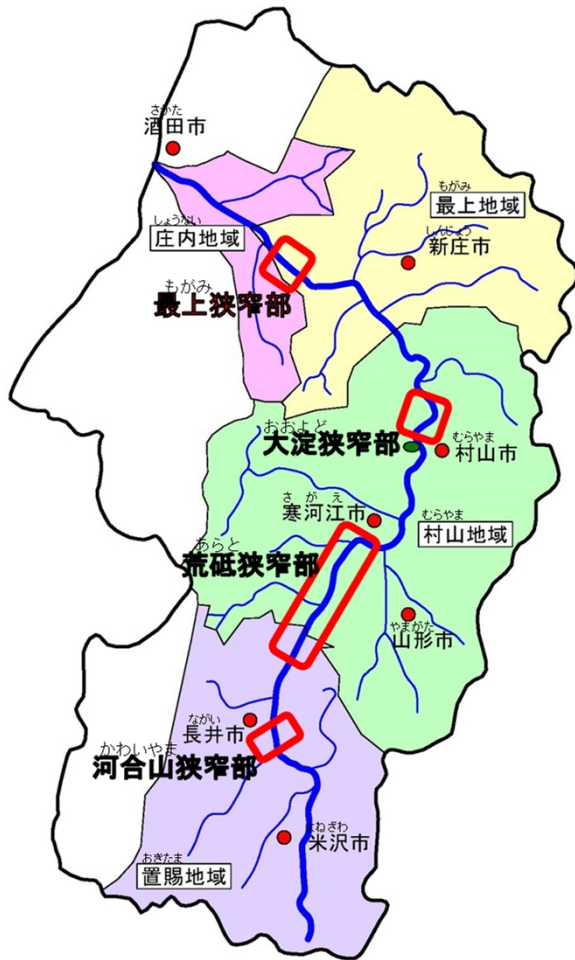 さかた
酒田市
もがみ
最上地域
しょうない
庄内地域
しんじょう
新庄市
もがみ
最上狭窄部
おおよど
大淀狭窄部
むらやま
村山市
さがえ
寒河江市
むらやま
村山地域
あらと
荒砥狭窄部
やまがた
山形市
ながい
長井市
かわいやま
河合山狭窄部
よねざわ
米沢市
おきたま
置賜地域